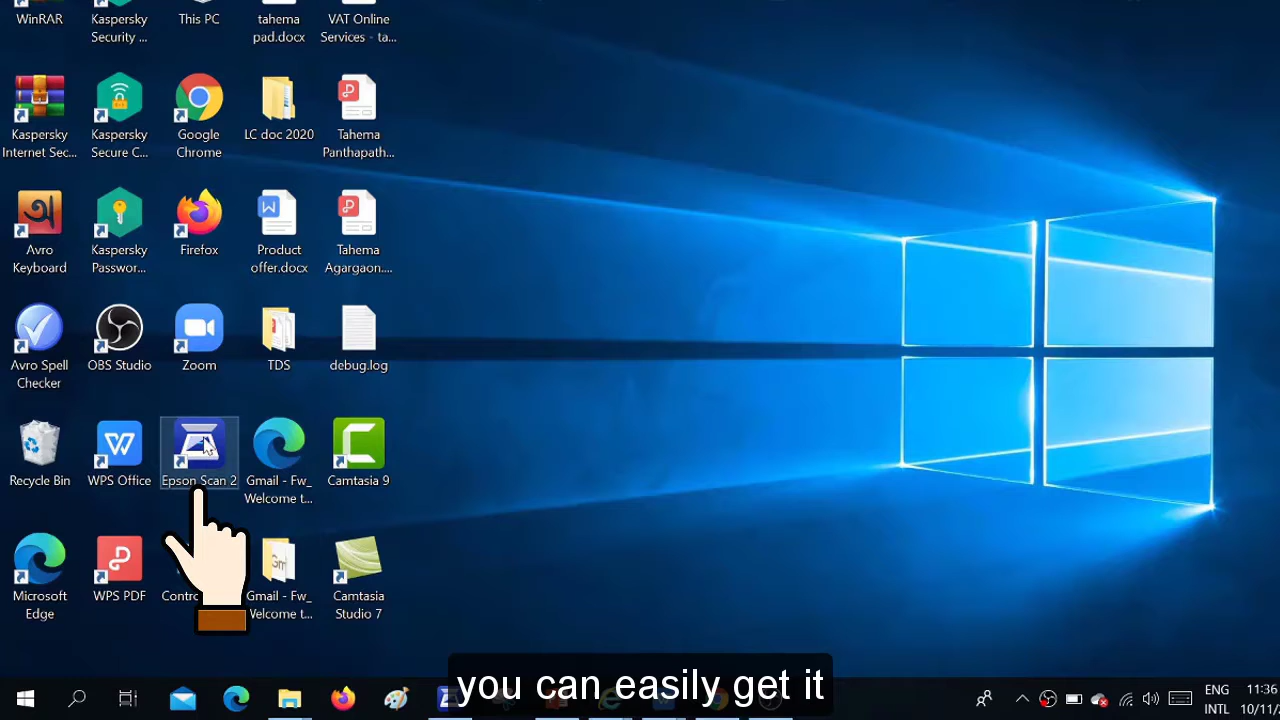 WinRAR
Kaspersky
Security ...
This PC
tahema
pad.docx
VAT Online
Services - ta...
Kaspersky
Internet Sec...
Kaspersky
Secure C...
Google
Chrome
LC doc 2020
Tahema
Panthapath...
Avro
Keyboard
Kaspersky
Passwor...
Firefox
Product
offer.docx
Tahema
Agargaon....
Avro Spell
Checker
OBS Studio
Zoom
TDS
debug.log
Recycle Bin
WPS Office
Epson Scan 2
Gmail - Fw_
Welcome t...
Camtasia 9
Microsoft
Edge
WPS PDF
Contro
Gmail - Fw_
Welcome t...
Camtasia
Studio 7
you can easily get it
ENG
INTL
11:36
10/11/2